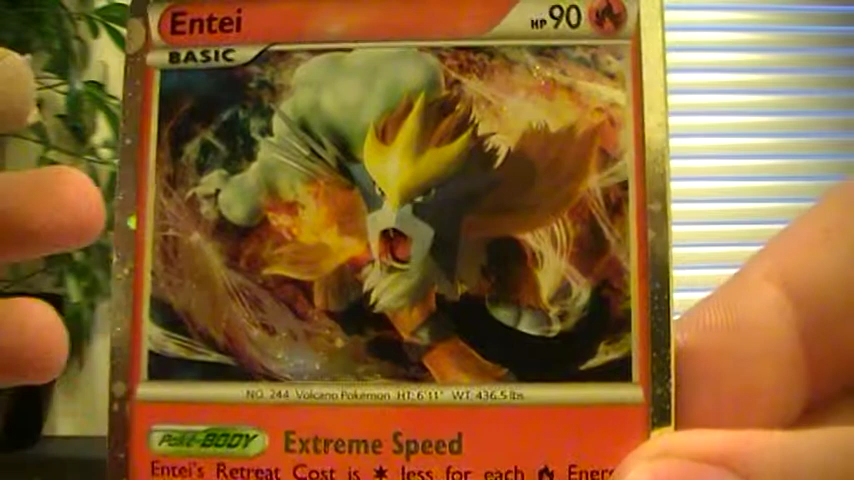 Entei HP 90
BASIC
NO. 244 Volcano Pokémon HT: 6'11" WT: 436.5 lbs
Poké-BODY Extreme Speed
Entei's Retreat Cost is less for each Energ